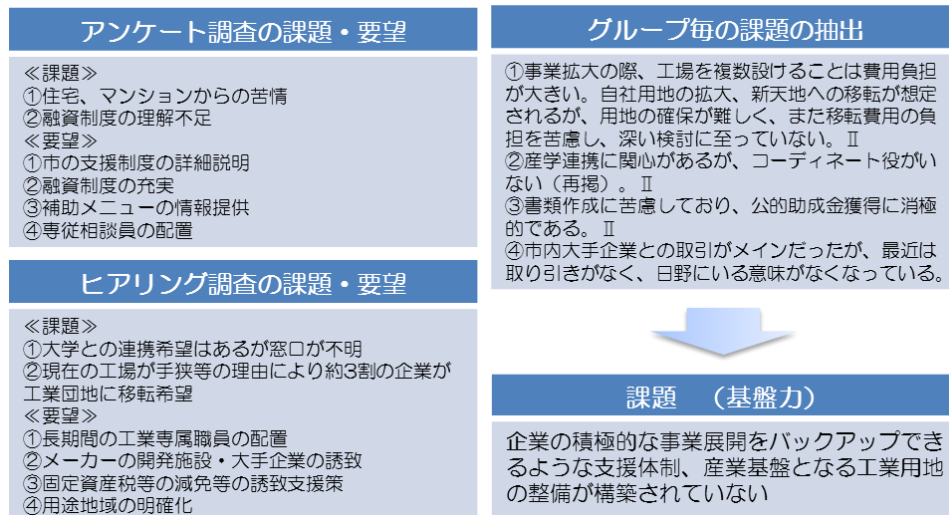 アンケート調査の課題・要望
≪課題≫
①住宅、マンションからの苦情
②融資制度の理解不足
≪要望≫
①市の支援制度の詳細説明
②融資制度の充実
③補助メニューの情報提供
④専従相談員の配置
ヒアリング調査の課題・要望
≪課題≫
①大学との連携希望はあるが窓口が不明
②現在の工場が手狭等の理由により約3割の企業が
工業団地に移転希望
≪要望≫
①長期間の工業専属職員の配置
②メーカーの開発施設・大手企業の誘致
③固定資産税等の減免等の誘致支援策
④用途地域の明確化
グループ毎の課題の抽出
①事業拡大の際、工場を複数設けることは費用負担
が大きい。自社用地の拡大、新天地への移転が想定
されるが、用地の確保が難しく、また移転費用の負
担を苦慮し、深い検討に至っていない。Ⅱ
②産学連携に関心があるが、コーディネート役がい
ない（再掲）。Ⅱ
③書類作成に苦慮しており、公的助成金獲得に消極
的である。Ⅱ
④市内大手企業との取引がメインだったが、最近は
取り引きがなく、日野にいる意味がなくなっている。
課題　（基盤力）
企業の積極的な事業展開をバックアップでき
るような支援体制、産業基盤となる工業用地
の整備が構築されていない